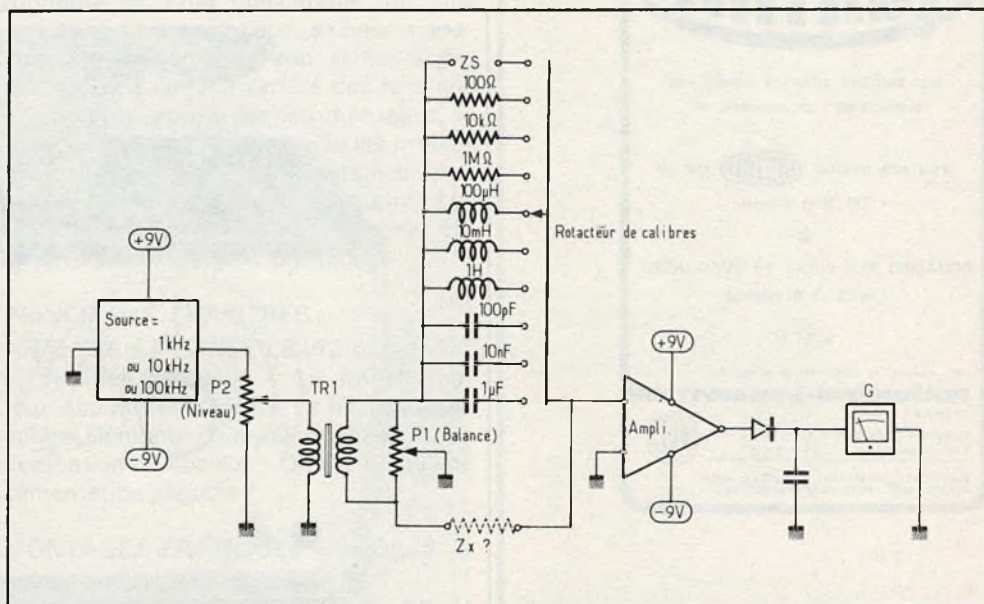 ZS
100Ω
10kΩ
1MΩ
100µH
10mH
1H
100pF
10nF
1µF
Rotacteur de calibres
+9V
Source =
1kHz
ou 10kHz
ou 100kHz
-9V
P2
(Niveau)
TR1
P1 (Balance)
Zx ?
+9V
Ampli.
-9V
G